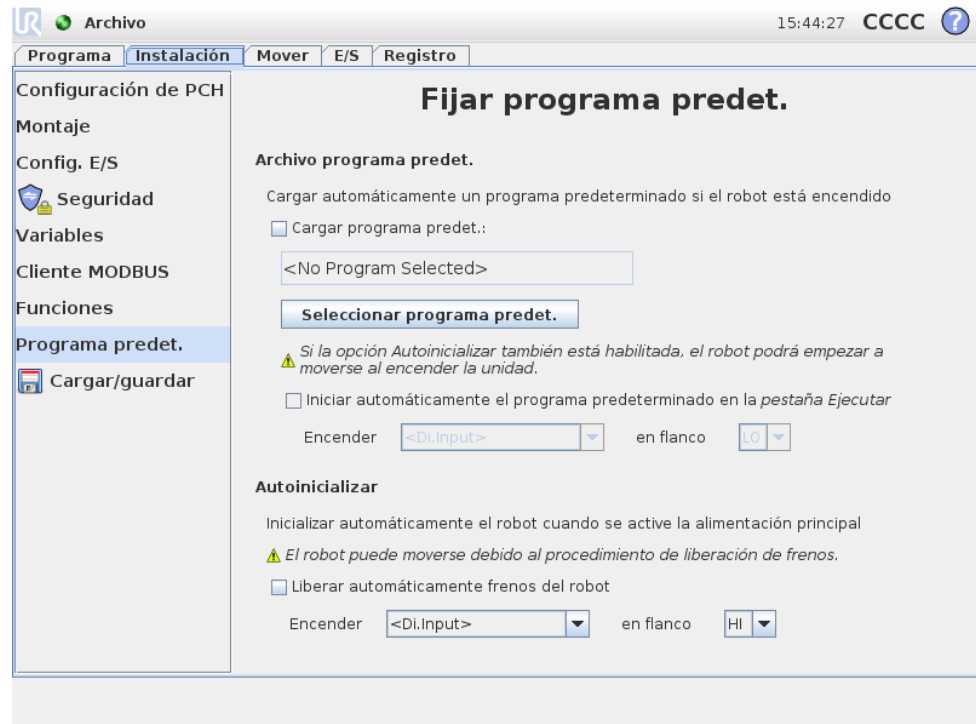 UR Archivo 15:44:27 CCCC ?
Programa Instalación Mover E/S Registro
Configuración de PCH
Montaje
Config. E/S
Seguridad
Variables
Cliente MODBUS
Funciones
Programa predet.
Cargar/guardar
Fijar programa predet.
Archivo programa predet.
Cargar automáticamente un programa predeterminado si el robot está encendido
Cargar programa predet.:
<No Program Selected>
Seleccionar programa predet.
Si la opción Autoinicializar también está habilitada, el robot podrá empezar a
moverse al encender la unidad.
Iniciar automáticamente el programa predeterminado en la pestaña Ejecutar
Encender <Di.Input> en flanco LO
Autoinicializar
Inicializar automáticamente el robot cuando se active la alimentación principal
El robot puede moverse debido al procedimiento de liberación de frenos.
Liberar automáticamente frenos del robot
Encender <Di.Input> en flanco HI